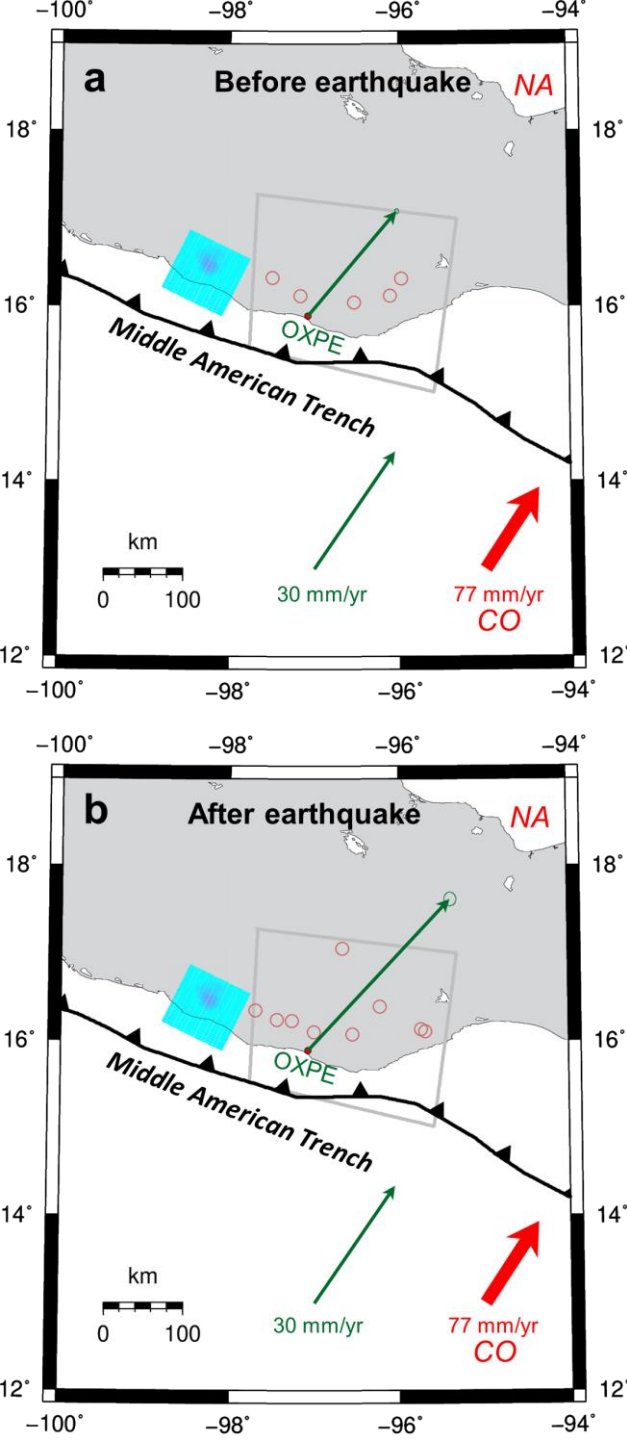 −100° −98° −96° −94°
a Before earthquake NA
18° 18°
16° 16°
OXPE
Middle American Trench
14° 14°
km
0 100
30 mm/yr 77 mm/yr
CO
12° 12°
−100° −98° −96° −94°
−100° −98° −96° −94°
b After earthquake NA
18° 18°
16° 16°
OXPE
Middle American Trench
14° 14°
km
0 100
30 mm/yr 77 mm/yr
CO
12° 12°
−100° −98° −96° −94°